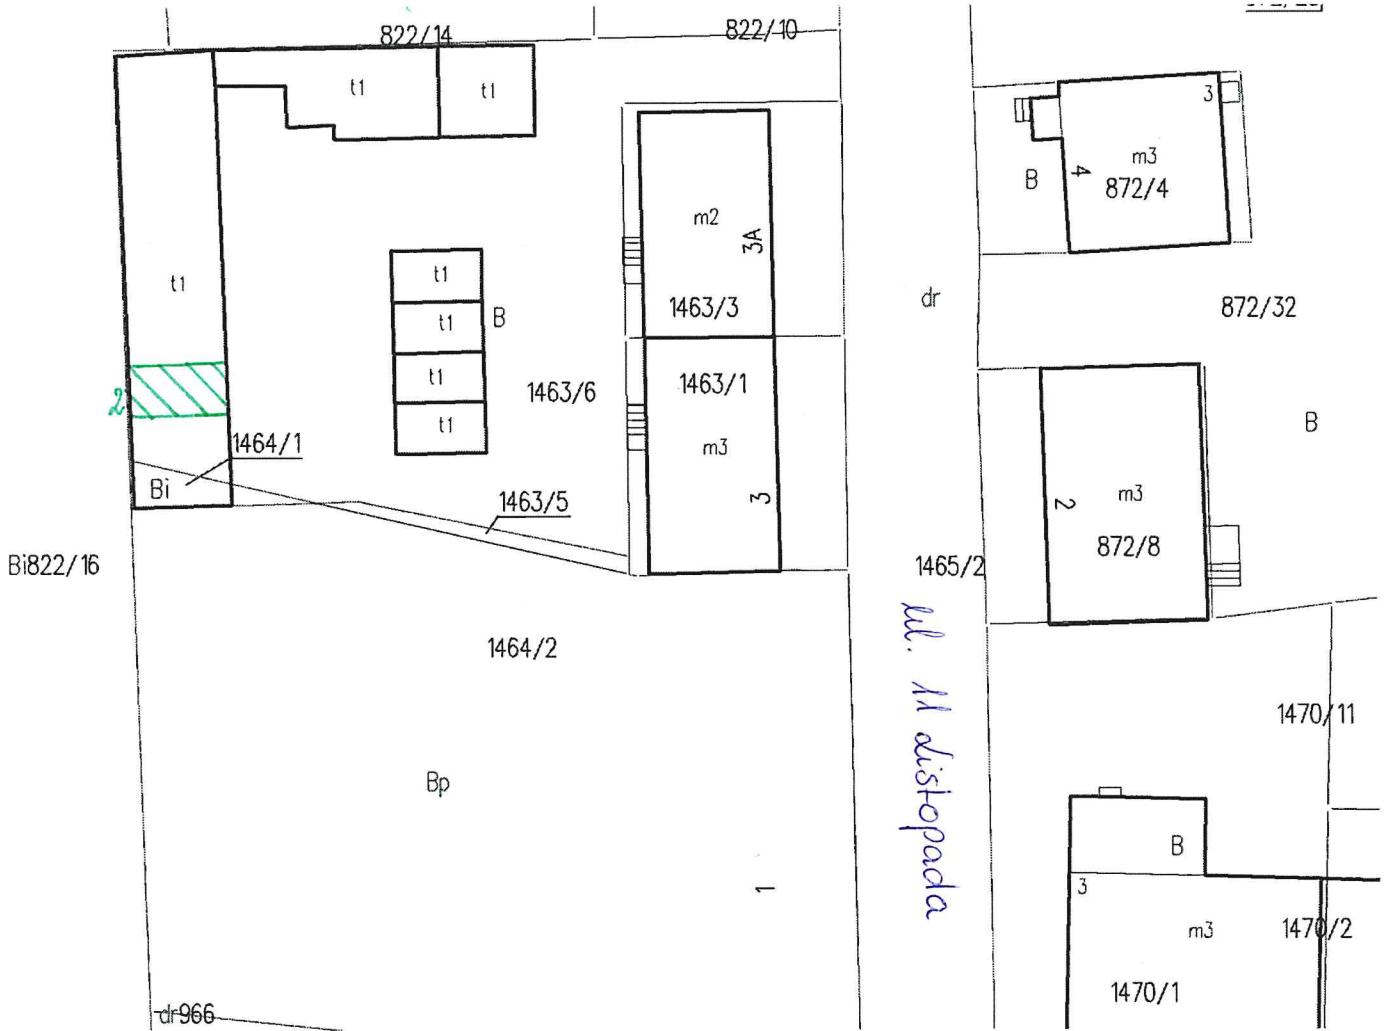 822/14
822/10
t1
t1
3
m3
872/4
4
B
m2
3A
1463/3
t1
t1
B
t1
t1
t1
dr
872/32
1463/6
1463/1
m3
3
2
1464/1
Bi
1463/5
B
m3
2
872/8
Bi822/16
1465/2
1464/2
ul. 11 Listopada
1470/11
Bp
1
B
3
m3
1470/2
1470/1
dr966